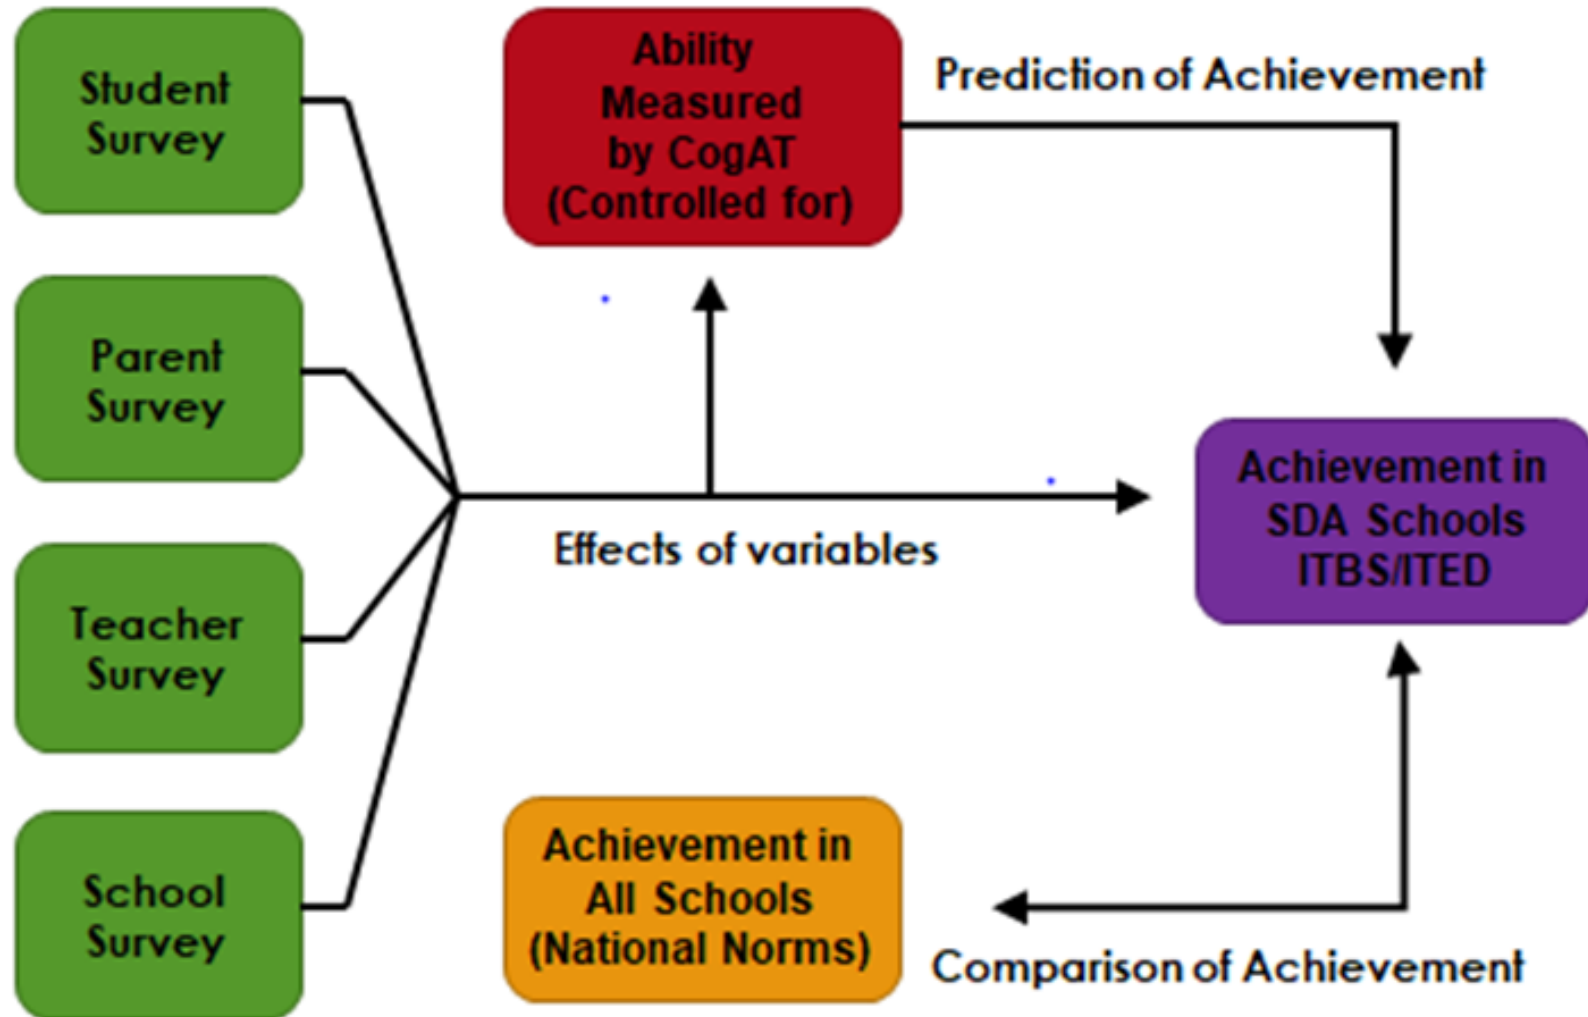 Student
Survey
Parent
Survey
Teacher
Survey
School
Survey
Ability
Measured
by CogAT
(Controlled for)
Prediction of Achievement
Effects of variables
Achievement in
SDA Schools
ITBS/ITED
Achievement in
All Schools
(National Norms)
Comparison of Achievement